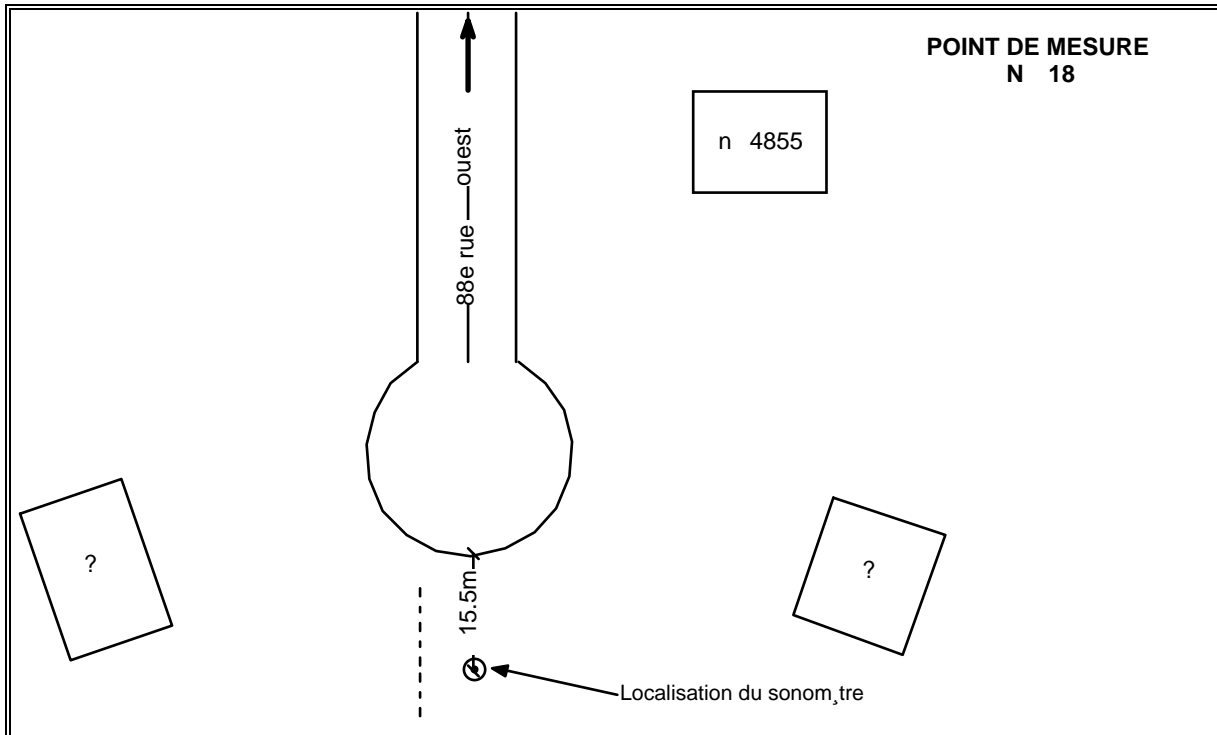 POINT DE MESURE
N 18
n 4855
88e rue
ouest
?
?
15.5m
Localisation du sonom¸tre